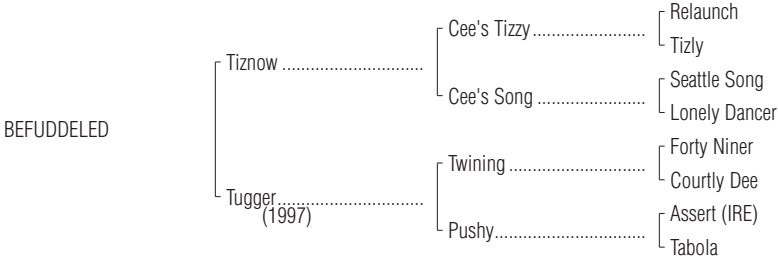 Relaunch
Cee's Tizzy..........................
Tizly
Tiznow ................................
Seattle Song
Cee's Song .........................
Lonely Dancer
BEFUDDELED
Forty Niner
Twining ...............................
Courtly Dee
Tugger.................................
(1997)
Assert (IRE)
Pushy...................................
Tabola